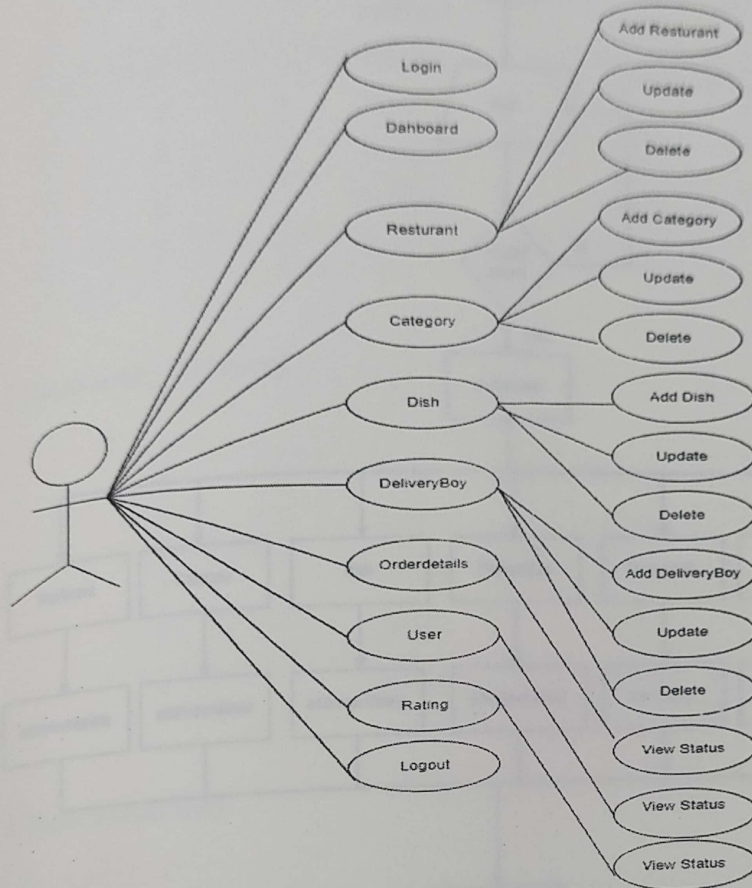 Login
Dahboard
Resturant
Category
Dish
DeliveryBoy
Orderdetails
User
Rating
Logout
Add Resturant
Update
Delete
Add Category
Update
Delete
Add Dish
Update
Delete
Add DeliveryBoy
Update
Delete
View Status
View Status
View Status